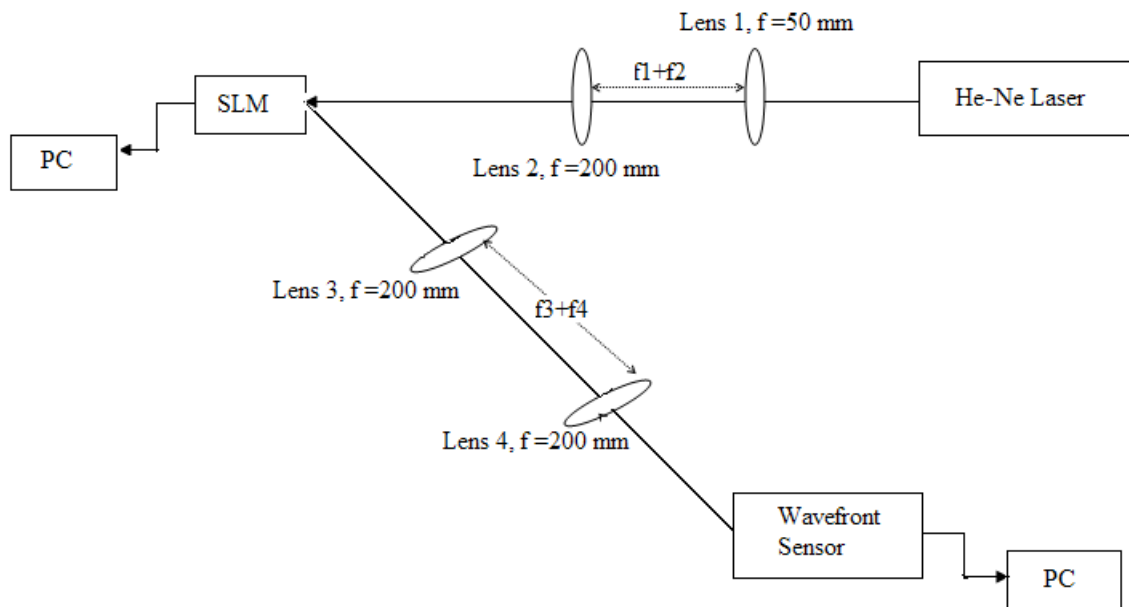 Lens 1, f =50 mm
f1+f2
He-Ne Laser
SLM
PC
Lens 2, f =200 mm
Lens 3, f =200 mm
f3+f4
Lens 4, f =200 mm
Wavefront
Sensor
PC